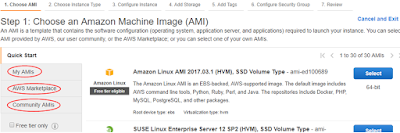 1. Choose AMI
2. Choose Instance Type
3. Configure Instance
4. Add Storage
5. Add Tags
6. Configure Security Group
7. Review
Step 1: Choose an Amazon Machine Image (AMI)
Cancel and Exit
An AMI is a template that contains the software configuration (operating system, application server, and applications) required to launch your instance. You can select an
AMI provided by AWS, our user community, or the AWS Marketplace; or you can select one of your own AMIs.
Quick Start
1 to 30 of 30 AMIs
My AMIs
AWS Marketplace
Community AMIs
Free tier only
Amazon Linux
Free tier eligible
Amazon Linux AMI 2017.03.1 (HVM), SSD Volume Type - ami-ed100689
The Amazon Linux AMI is an EBS-backed, AWS-supported image. The default image includes
AWS command line tools, Python, Ruby, Perl, and Java. The repositories include Docker, PHP,
MySQL, PostgreSQL, and other packages.
Root device type: ebs
Virtualization type: hvm
Select
64-bit
SUSE Linux Enterprise Server 12 SP2 (HVM), SSD Volume Type -
Select